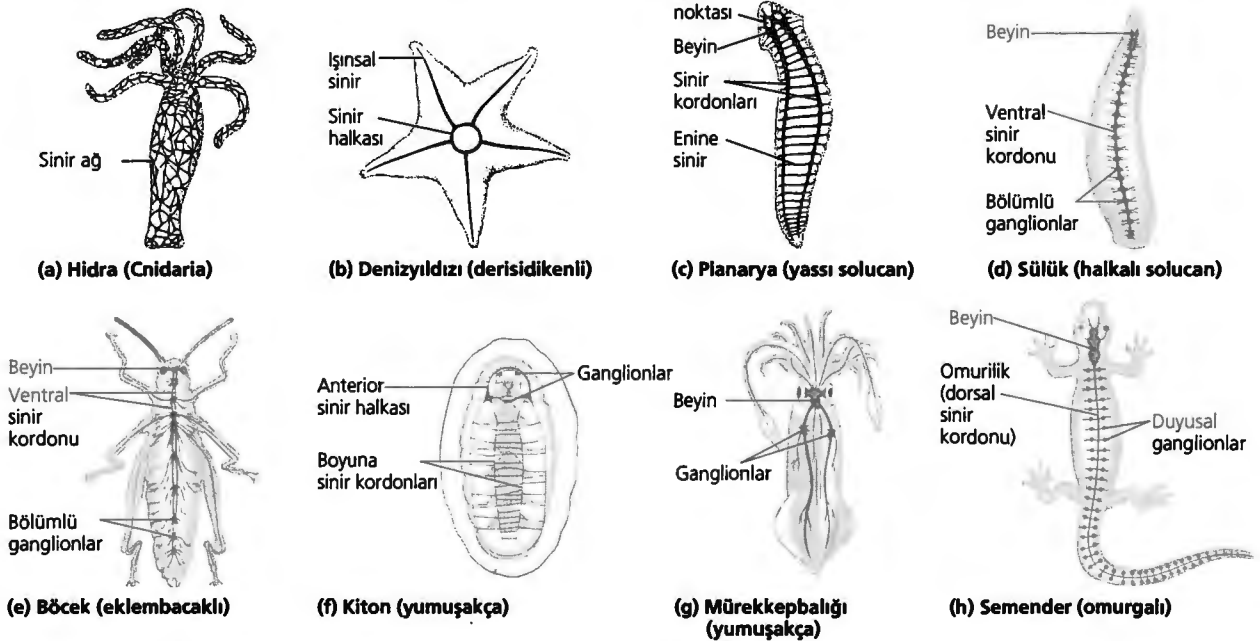 Sinir ağ
(a) Hidra (Cnidaria)
Işınsal
sinir
Sinir
halkası
(b) Denizyıldızı (derisidikenli)
noktası
Beyin
Sinir
kordonları
Enine
sinir
(c) Planarya (yassı solucan)
Beyin
Ventral
sinir
kordonu
Bölümlü
ganglionlar
(d) Sülük (halkalı solucan)
Beyin
Ventral
sinir
kordonu
Bölümlü
ganglionlar
(e) Böcek (eklembacaklı)
Anterior
sinir halkası
Ganglionlar
Boyuna
sinir kordonları
(f) Kiton (yumuşakça)
Beyin
Ganglionlar
(g) Mürekkepbalığı
(yumuşakça)
Beyin
Omurilik
(dorsal
sinir
kordonu)
Duyusal
ganglionlar
(h) Semender (omurgalı)